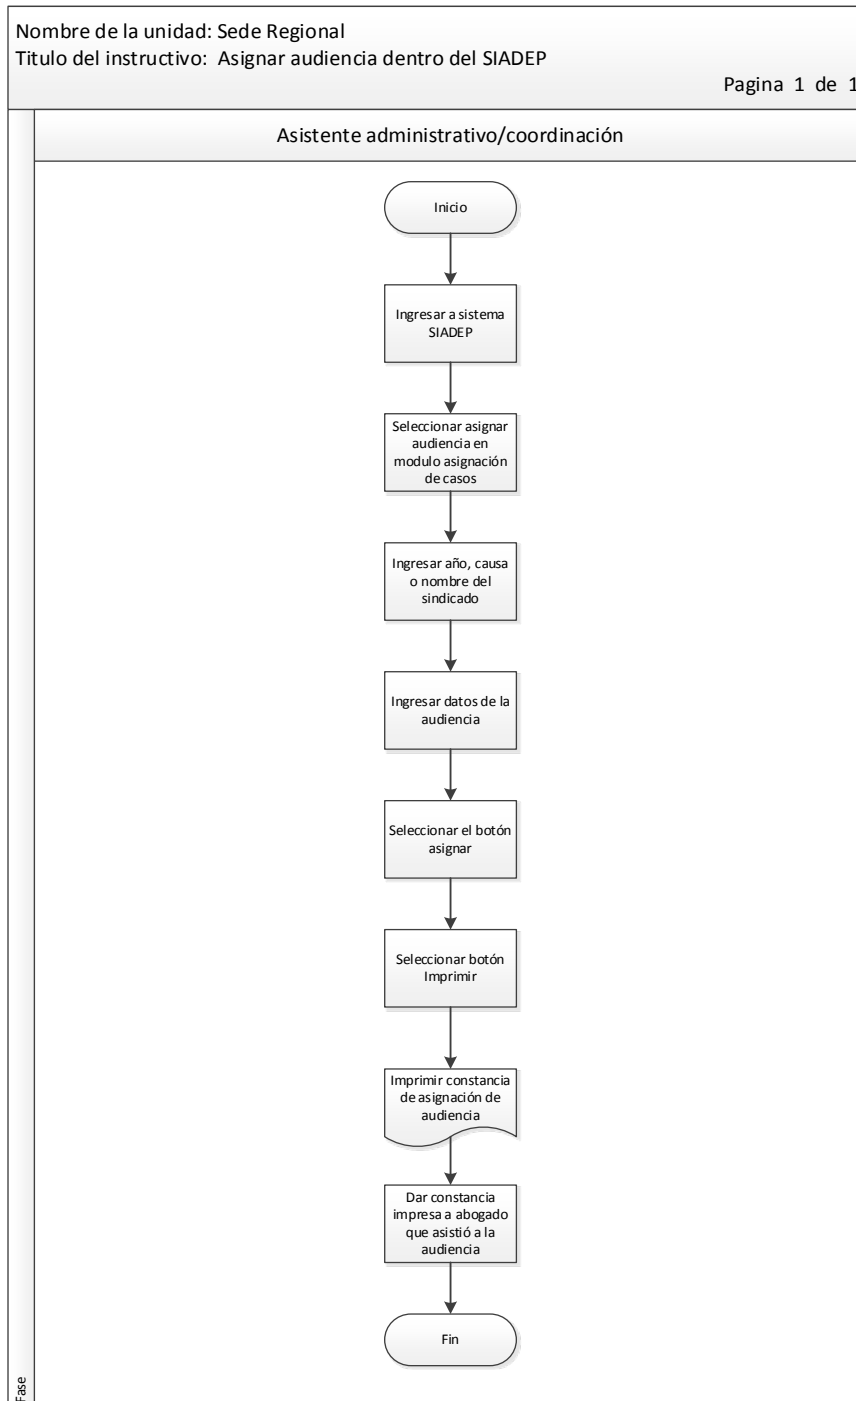 Nombre de la unidad: Sede Regional
Titulo del instructivo: Asignar audiencia dentro del SIADEP
Pagina 1 de 1
Asistente administrativo/coordinación
Inicio
Ingresar a sistema
SIADEP
Seleccionar asignar
audiencia en
modulo asignación
de casos
Ingresar año, causa
o nombre del
sindicado
Ingresar datos de la
audiencia
Seleccionar el botón
asignar
Seleccionar botón
Imprimir
Imprimir constancia
de asignación de
audiencia
Dar constancia
impresa a abogado
que asistió a la
audiencia
Fin
Fase